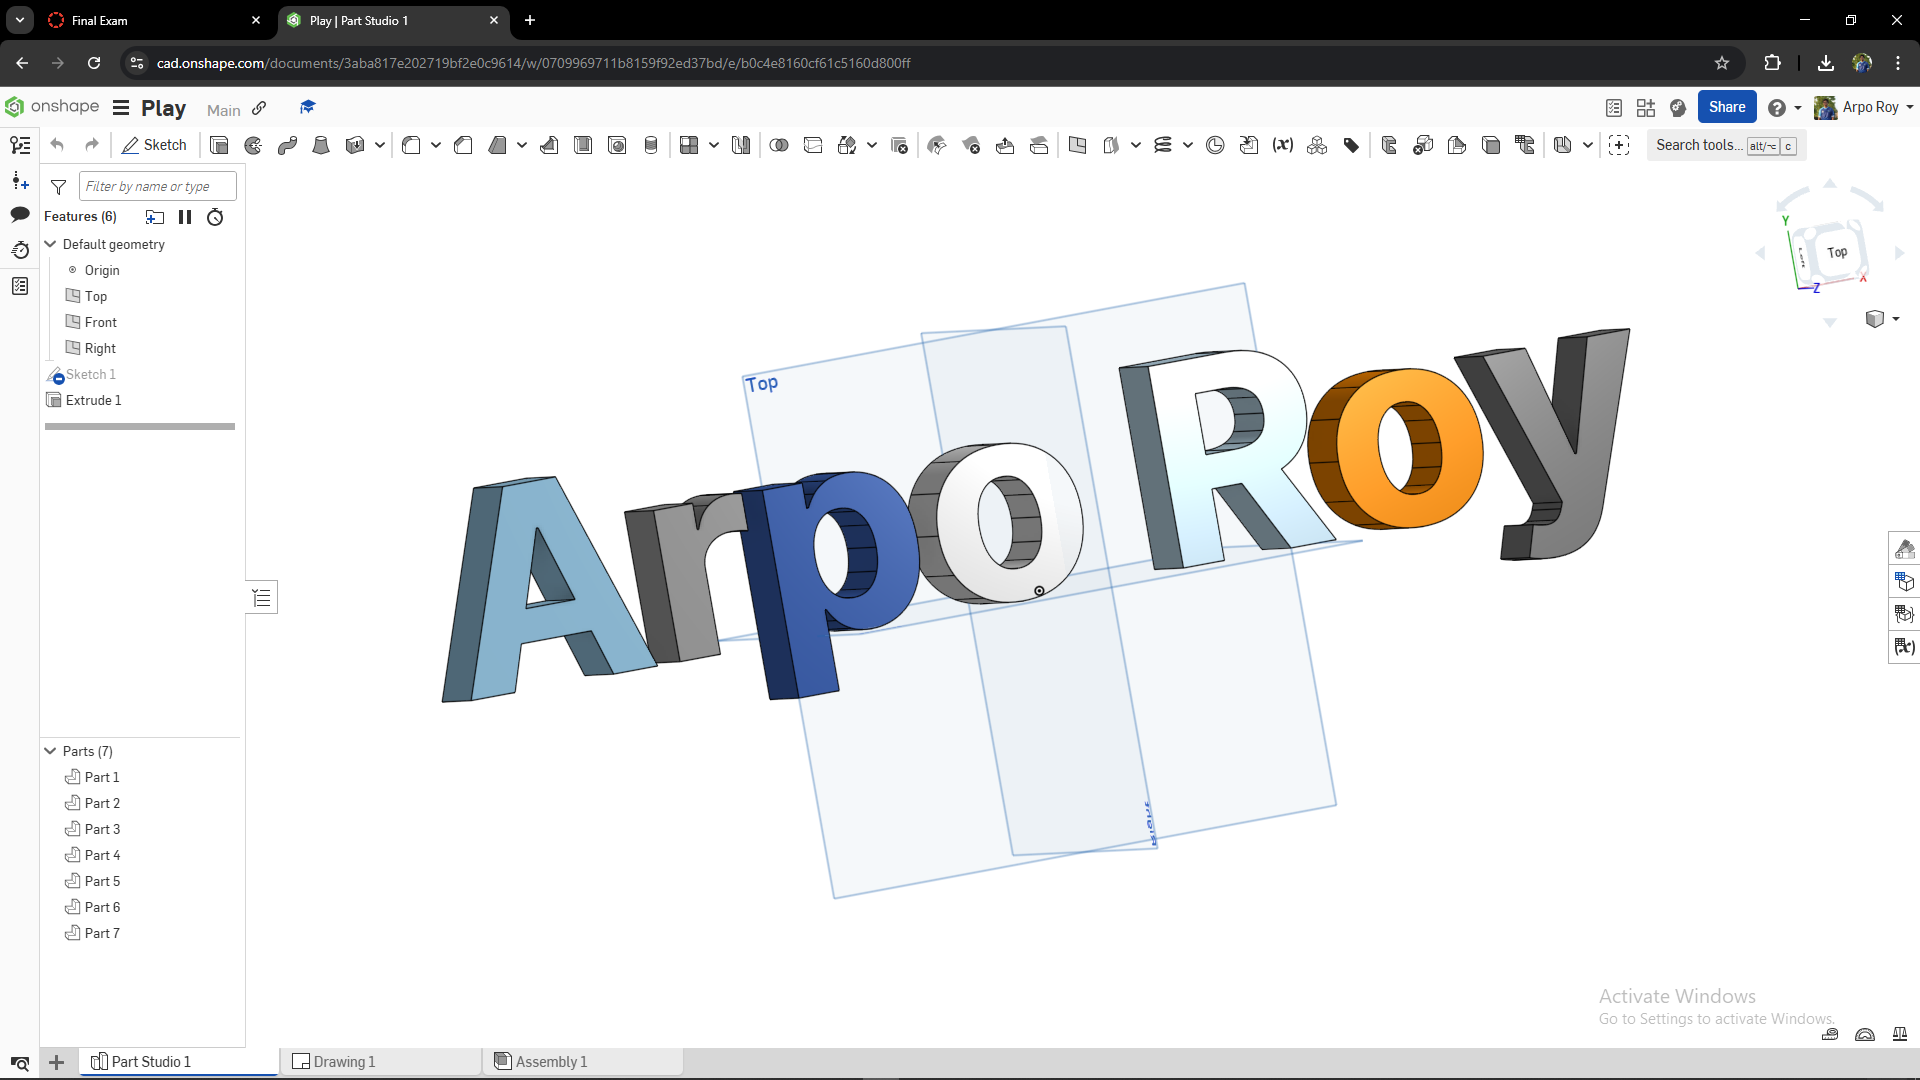 Final Exam
Play | Part Studio 1
cad.onshape.com/documents/3aba817e202719bf2e0c9614/w/0709969711b8159f92ed37bd/e/b0c4e8160cf61c5160d800ff
onshape Play Main Share Arpo Roy
Sketch Search tools... alt/⌥ c
Filter by name or type
Features (6)
Default geometry
Origin
Top
Front
Right
Sketch 1
Extrude 1
Top
Arpo Roy
Right
Y
Left
Top
X
Z
Parts (7)
Part 1
Part 2
Part 3
Part 4
Part 5
Part 6
Part 7
Activate Windows
Go to Settings to activate Windows.
Part Studio 1
Drawing 1
Assembly 1